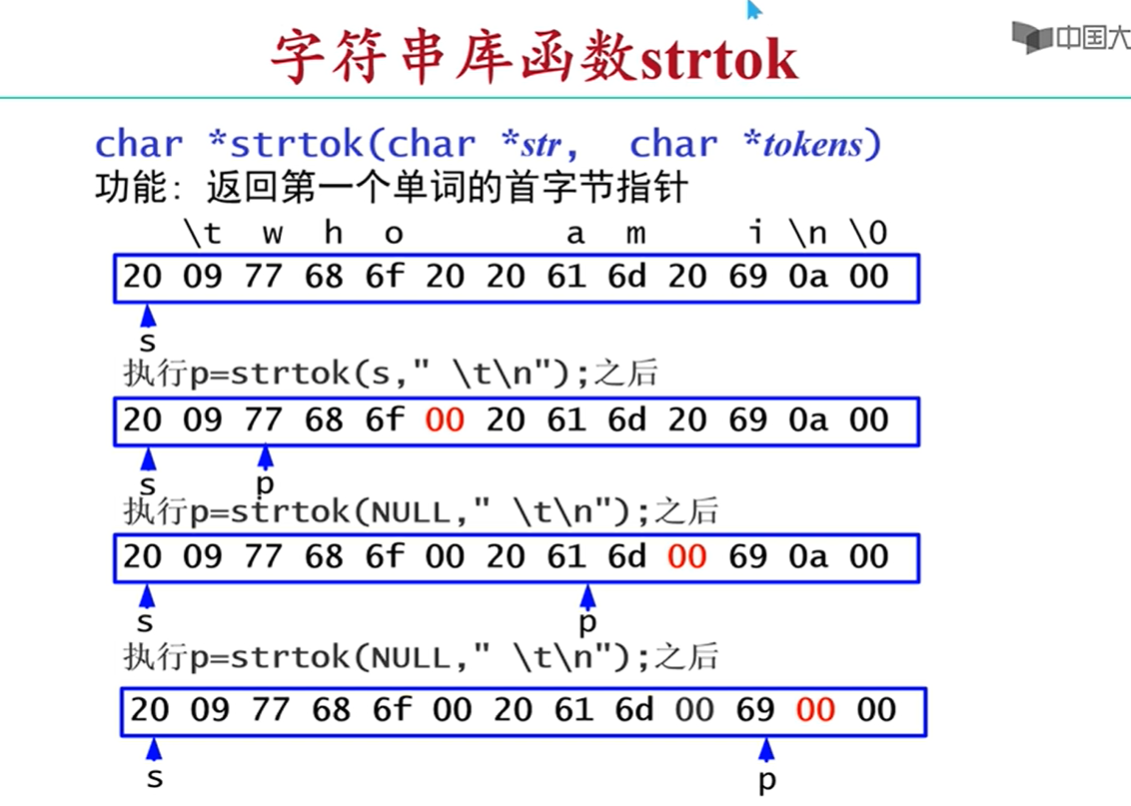 字符串库函数strtok
中国大
char *strtok(char *str, char *tokens)
功能: 返回第一个单词的首字节指针
\t w h o a m i \n \0
20 09 77 68 6f 20 20 61 6d 20 69 0a 00
s
执行p=strtok(s," \t\n");之后
20 09 77 68 6f 00 20 61 6d 20 69 0a 00
s p
执行p=strtok(NULL," \t\n");之后
20 09 77 68 6f 00 20 61 6d 00 69 0a 00
s p
执行p=strtok(NULL," \t\n");之后
20 09 77 68 6f 00 20 61 6d 00 69 00 00
s p